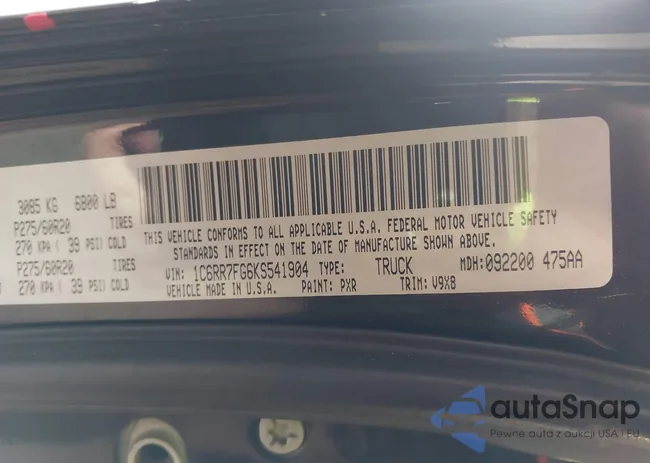 3085 KG 6800 LB
P275/60R20 TIRES
270 KPA ( 39 PSI) COLD
P275/60R20 TIRES
270 KPA ( 39 PSI) COLD
THIS VEHICLE CONFORMS TO ALL APPLICABLE U.S.A. FEDERAL MOTOR VEHICLE SAFETY
STANDARDS IN EFFECT ON THE DATE OF MANUFACTURE SHOWN ABOVE.
VIN: 1C6RR7FG6KS541904 TYPE: TRUCK MDH: 092200 475AA
VEHICLE MADE IN U.S.A. PAINT: PXR TRIM: V9X8
autaSnap
Pewne auta z aukcji USA i EU